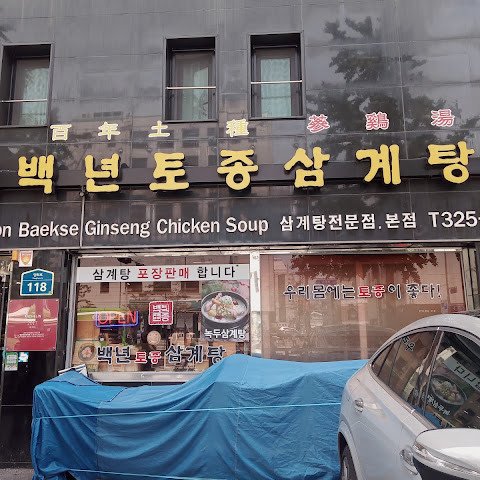 百年土種 蔘鷄湯
백년토종삼계탕
on Baekse Ginseng Chicken Soup 삼계탕전문점.본점 T325-
삼계탕 포장판매 합니다
우리몸에는토종이 좋다!
118
OPEN
녹두삼계탕
백년토종삼계탕